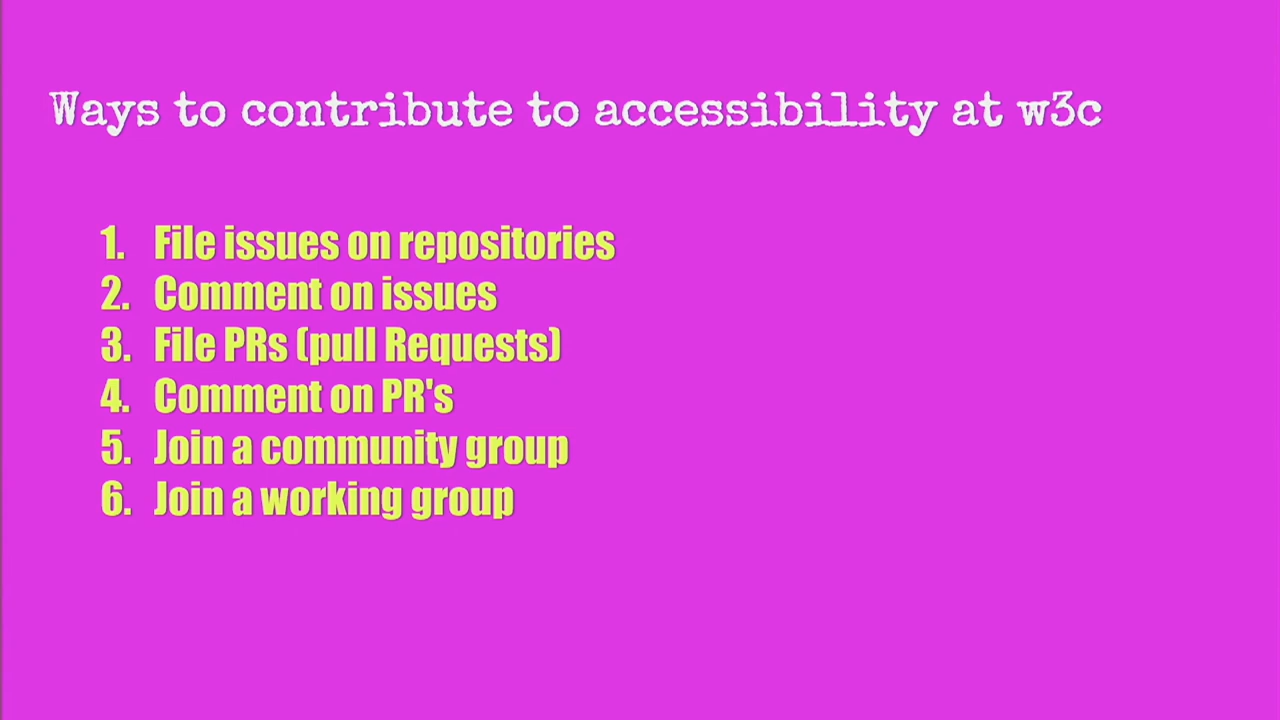 Ways to contribute to accessibility at w3c
1. File issues on repositories
2. Comment on issues
3. File PRs (pull Requests)
4. Comment on PR's
5. Join a community group
6. Join a working group